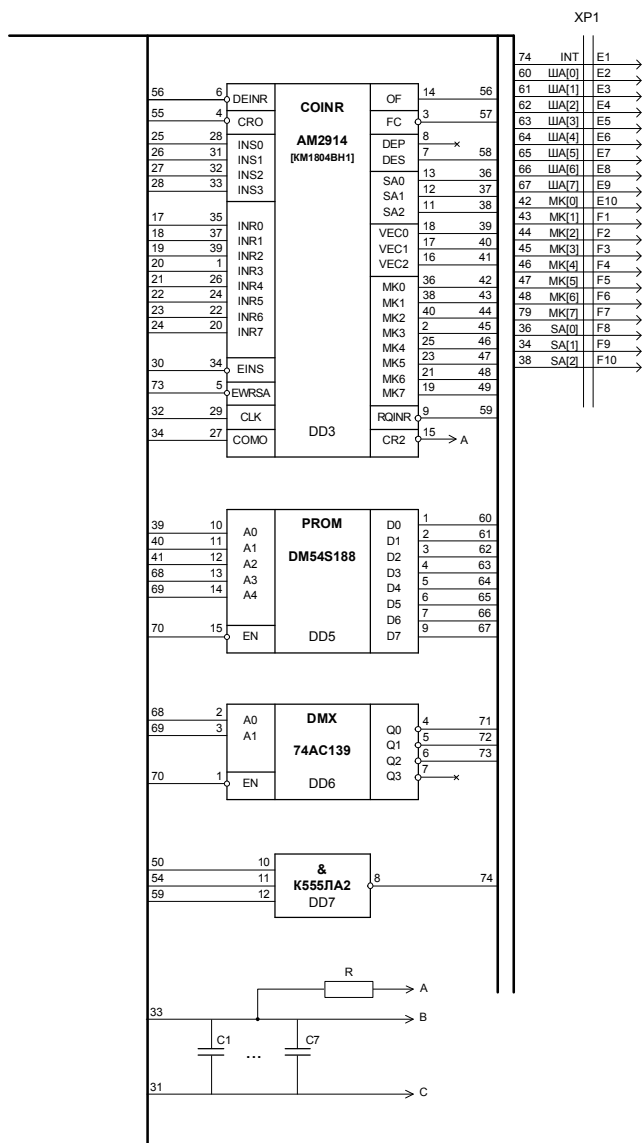 XP1
74 INT E1
60 ША[0] E2
61 ША[1] E3
62 ША[2] E4
63 ША[3] E5
64 ША[4] E6
65 ША[5] E7
66 ША[6] E8
67 ША[7] E9
42 МК[0] E10
43 МК[1] F1
44 МК[2] F2
45 МК[3] F3
46 МК[4] F4
47 МК[5] F5
48 МК[6] F6
79 МК[7] F7
36 SA[0] F8
34 SA[1] F9
38 SA[2] F10
COINR
AM2914
[KM1804BH1]
DD3
56 6 DEINR
55 4 CRO
25 28 INS0
26 31 INS1
27 32 INS2
28 33 INS3
17 35 INR0
18 37 INR1
19 39 INR2
20 1 INR3
21 26 INR4
22 24 INR5
23 22 INR6
24 20 INR7
30 34 EINS
73 5 EWRSA
32 29 CLK
34 27 COMO
OF 14 56
FC 3 57
DEP 8
DES 7 58
SA0 13 36
SA1 12 37
SA2 11 38
VEC0 18 39
VEC1 17 40
VEC2 16 41
MK0 36 42
MK1 38 43
MK2 40 44
MK3 2 45
MK4 25 46
MK5 23 47
MK6 21 48
MK7 19 49
RQINR 9 59
CR2 15 A
PROM
DM54S188
DD5
39 10 A0
40 11 A1
41 12 A2
68 13 A3
69 14 A4
70 15 EN
D0 1 60
D1 2 61
D2 3 62
D3 4 63
D4 5 64
D5 6 65
D6 7 66
D7 9 67
DMX
74AC139
DD6
68 2 A0
69 3 A1
70 1 EN
Q0 4 71
Q1 5 72
Q2 6 73
Q3 7
50 10
54 11
59 12
&
К555ЛА2
DD7
8 74
R
A
33 B
C1 ... C7
31 C